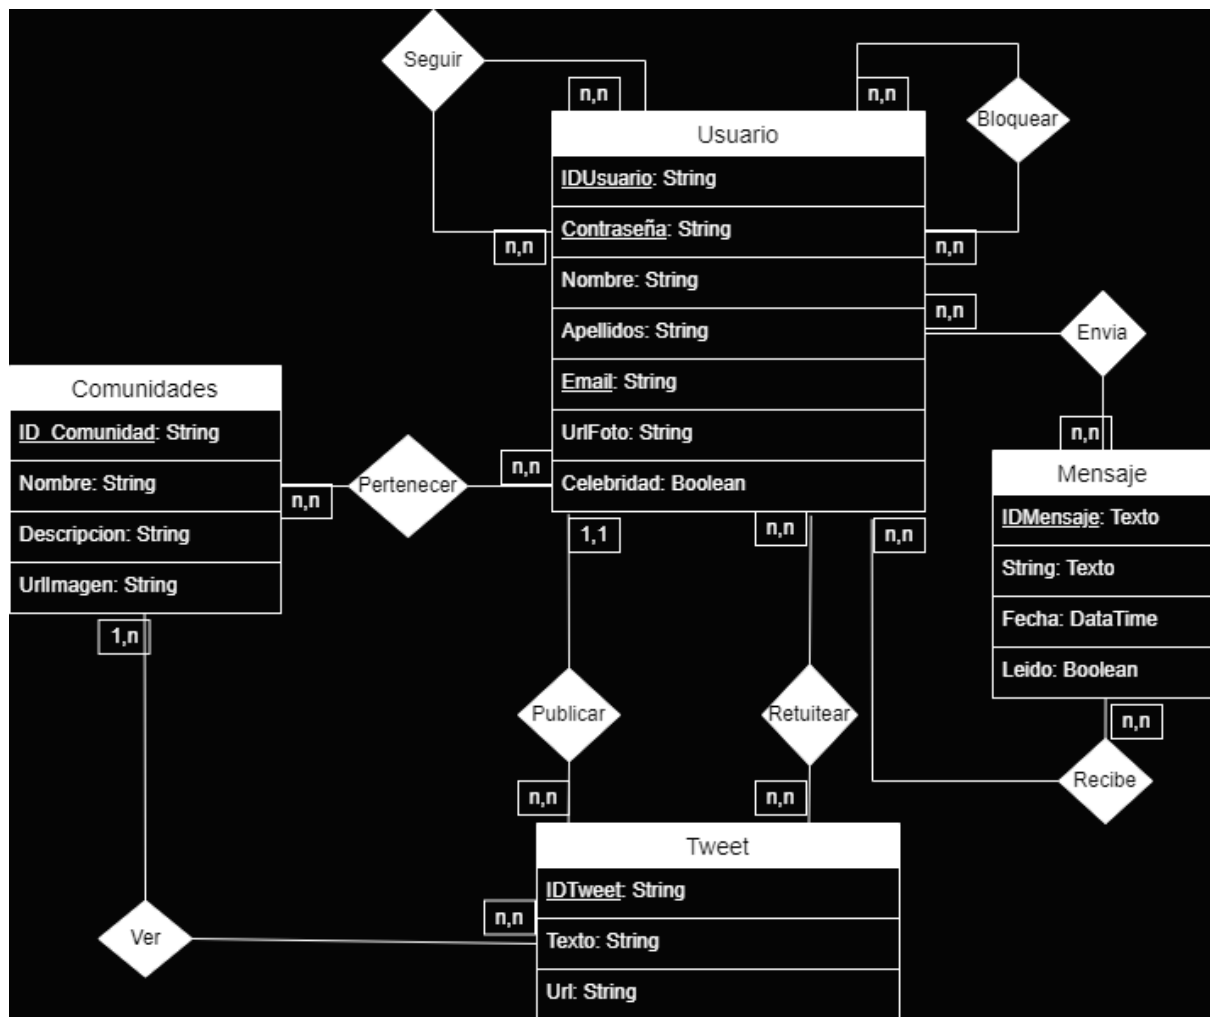 Seguir
n,n
n,n
Bloquear
Usuario
IDUsuario: String
Contraseña: String
Nombre: String
Apellidos: String
Email: String
UrlFoto: String
Celebridad: Boolean
n,n
n,n
n,n
Envia
n,n
Comunidades
ID_Comunidad: String
Nombre: String
Descripcion: String
UrlImagen: String
n,n
Pertenecer
n,n
Mensaje
IDMensaje: Texto
String: Texto
Fecha: DataTime
Leido: Boolean
1,1
n,n
n,n
1,n
Publicar
Retuitear
n,n
Recibe
n,n
n,n
Tweet
IDTweet: String
Texto: String
Url: String
n,n
Ver